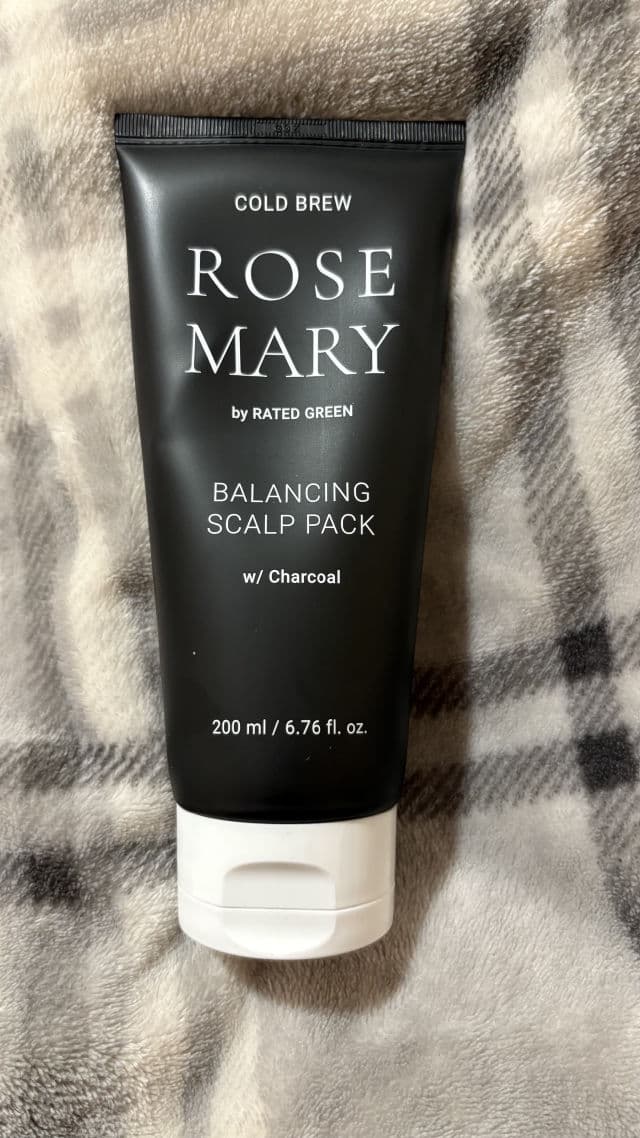 COLD BREW
ROSE
MARY
by RATED GREEN
BALANCING
SCALP PACK
w/ Charcoal
200 ml / 6.76 fl. oz.